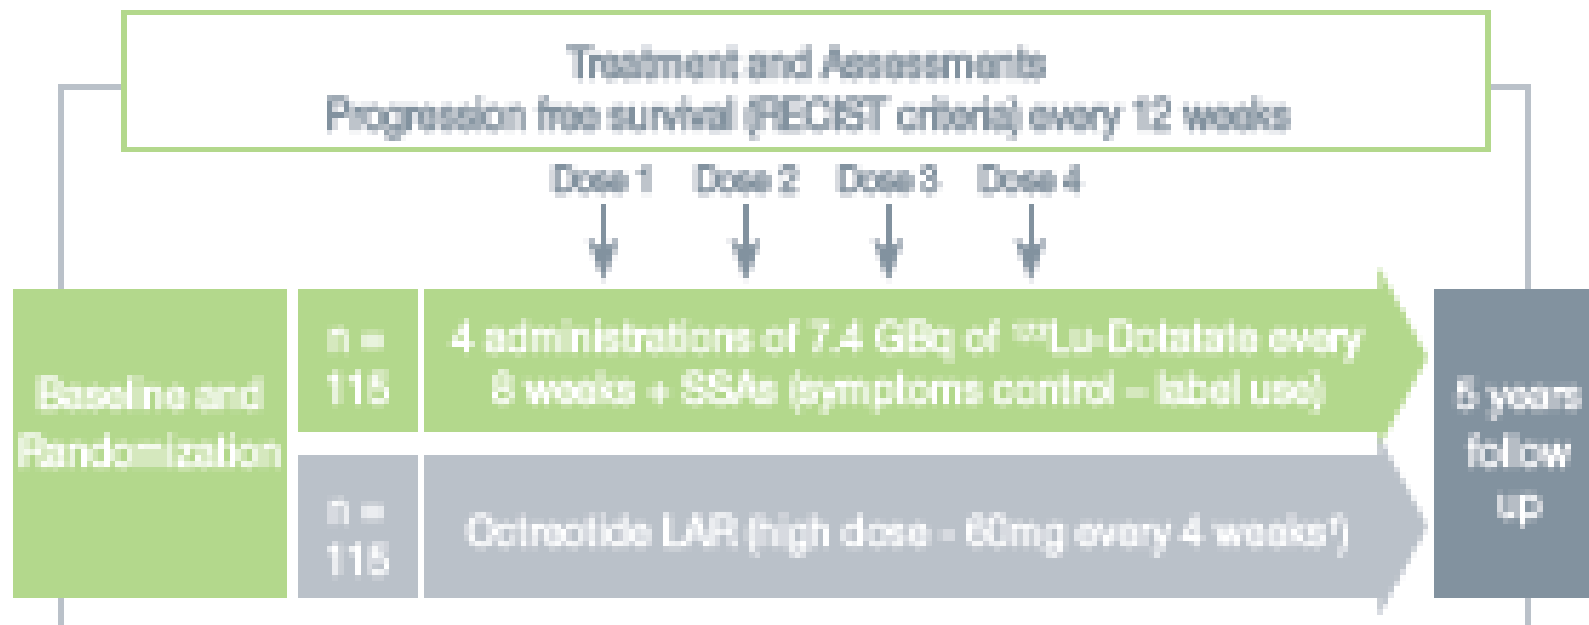 Treatment and Assessments
Progression free survival (RECIST criteria) every 12 weeks
Dose 1 Dose 2 Dose 3 Dose 4
Baseline and
Randomization
n =
115
4 administrations of 7.4 GBq of ¹⁷⁷Lu-Dotatate every
8 weeks + SSAs (symptoms control – label use)
n =
115
Octreotide LAR (high dose - 60mg every 4 weeks¹)
5 years
follow
up